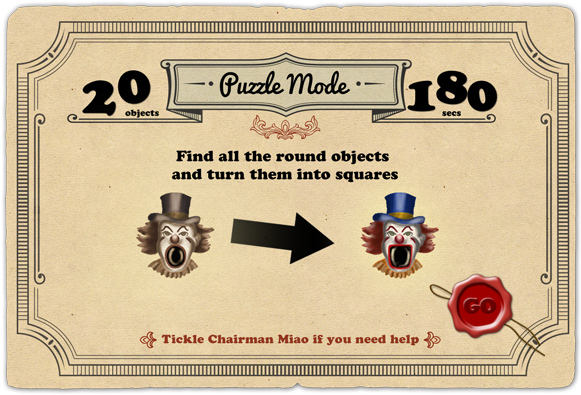 20 objects
Puzzle Mode
180 secs
Find all the round objects
and turn them into squares
GO
Tickle Chairman Miao if you need help